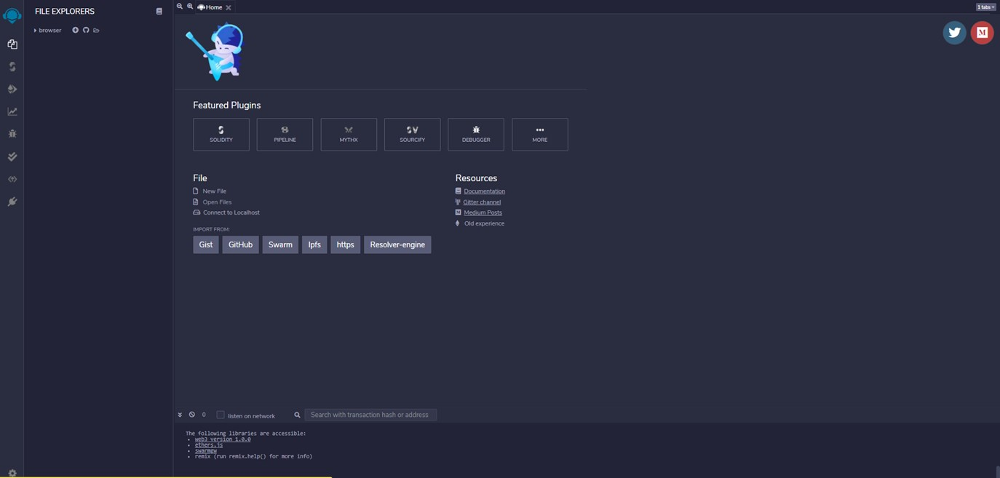 FILE EXPLORERS
browser
Home
1 tabs
M
Featured Plugins
SOLIDITY
PIPELINE
MYTHX
SOURCIFY
DEBUGGER
MORE
File
New File
Open Files
Connect to Localhost
IMPORT FROM:
Gist
GitHub
Swarm
Ipfs
https
Resolver-engine
Resources
Documentation
Gitter channel
Medium Posts
Old experience
0
listen on network
Search with transaction hash or address
The following libraries are accessible:
• web3 version 1.0.0
• ethers.js
• swarmgw
• remix (run remix.help() for more info)